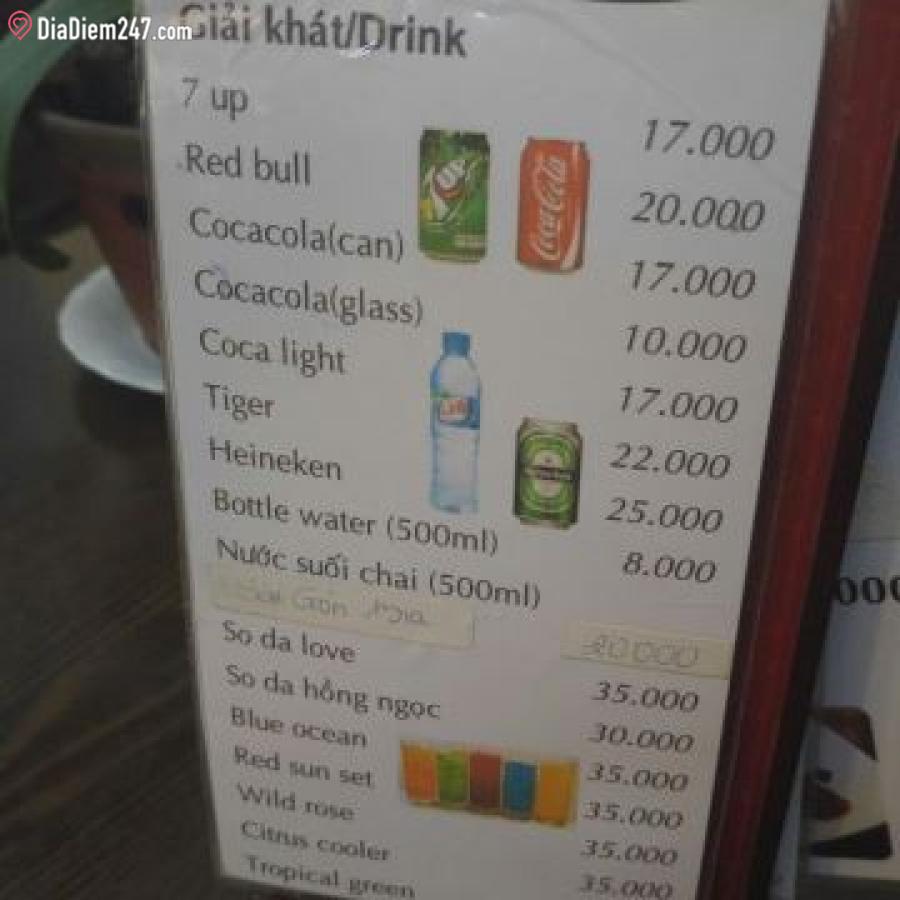 DiaDiem247.com
Giải khát/Drink
7 up 17.000
Red bull 20.000
Cocacola(can) 17.000
Cocacola(glass) 10.000
Coca light 17.000
Tiger 22.000
Heineken 25.000
Bottle water (500ml) 8.000
Nước suối chai (500ml)
Sài Gòn
So da love 35.000
So da hồng ngọc 30.000
Blue ocean 35.000
Red sun set 35.000
Wild rose 35.000
Citrus cooler 35.000
Tropical green